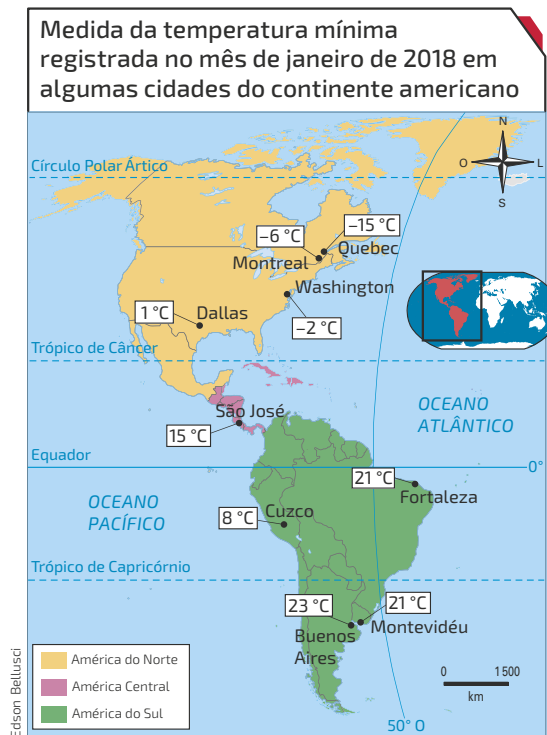 Medida da temperatura mínima
registrada no mês de janeiro de 2018 em
algumas cidades do continente americano
N
O
L
S
Círculo Polar Ártico
–15 °C
–6 °C
Quebec
Montreal
Washington
1 °C
Dallas
–2 °C
Trópico de Câncer
São José
15 °C
OCEANO
ATLÂNTICO
Equador
0°
21 °C
Fortaleza
OCEANO
PACÍFICO
Cuzco
8 °C
Trópico de Capricórnio
23 °C
21 °C
Montevidéu
Buenos
Aires
América do Norte
América Central
América do Sul
0 1 500
km
50° O
Edson Bellusci